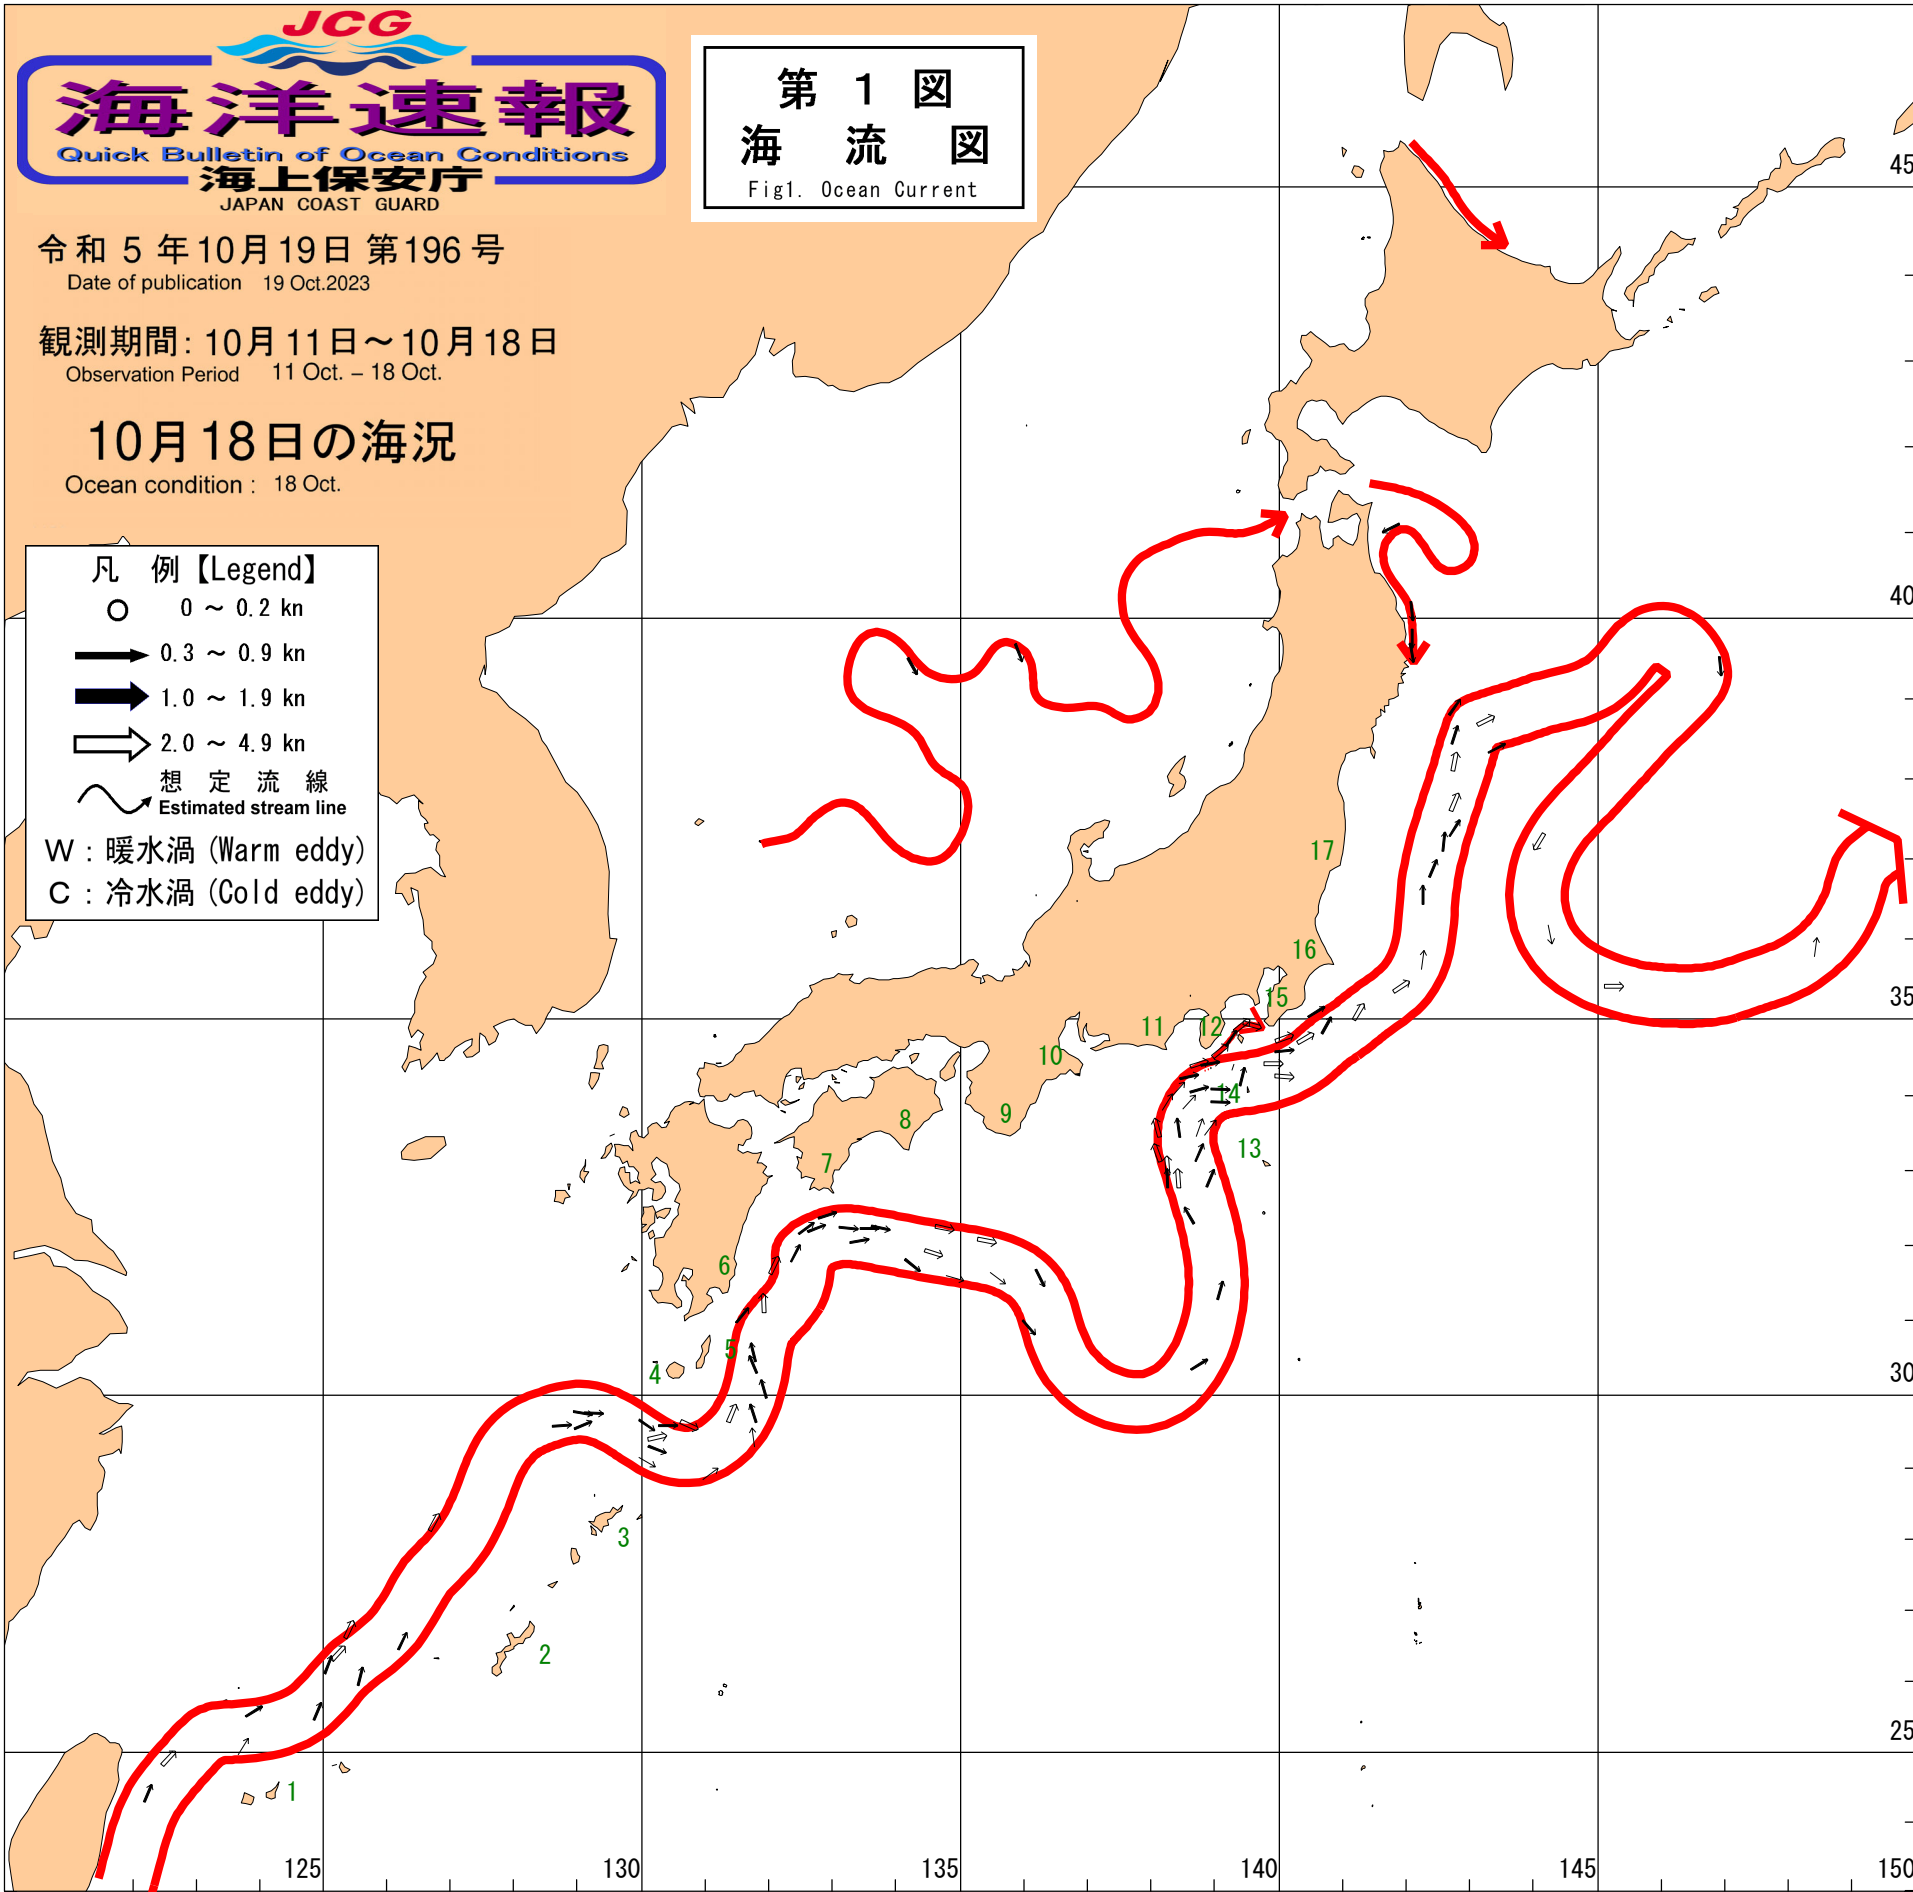 JCG
海洋速報
Quick Bulletin of Ocean Conditions
海上保安庁
JAPAN COAST GUARD
令和 5 年10月19日 第196 号
Date of publication 19 Oct.2023
観測期間: 10月11日～10月18日
Observation Period 11 Oct. – 18 Oct.
10月18日の海況
Ocean condition : 18 Oct.
第 1 図
海 流 図
Fig1. Ocean Current
凡 例【Legend】
0 ～ 0.2 kn
0.3 ～ 0.9 kn
1.0 ～ 1.9 kn
2.0 ～ 4.9 kn
想 定 流 線
Estimated stream line
W : 暖水渦 (Warm eddy)
C : 冷水渦 (Cold eddy)
45
40
35
30
25
17
16
15
12
11
10
14
9
8
13
7
6
5
4
3
2
1
125
130
135
140
145
150